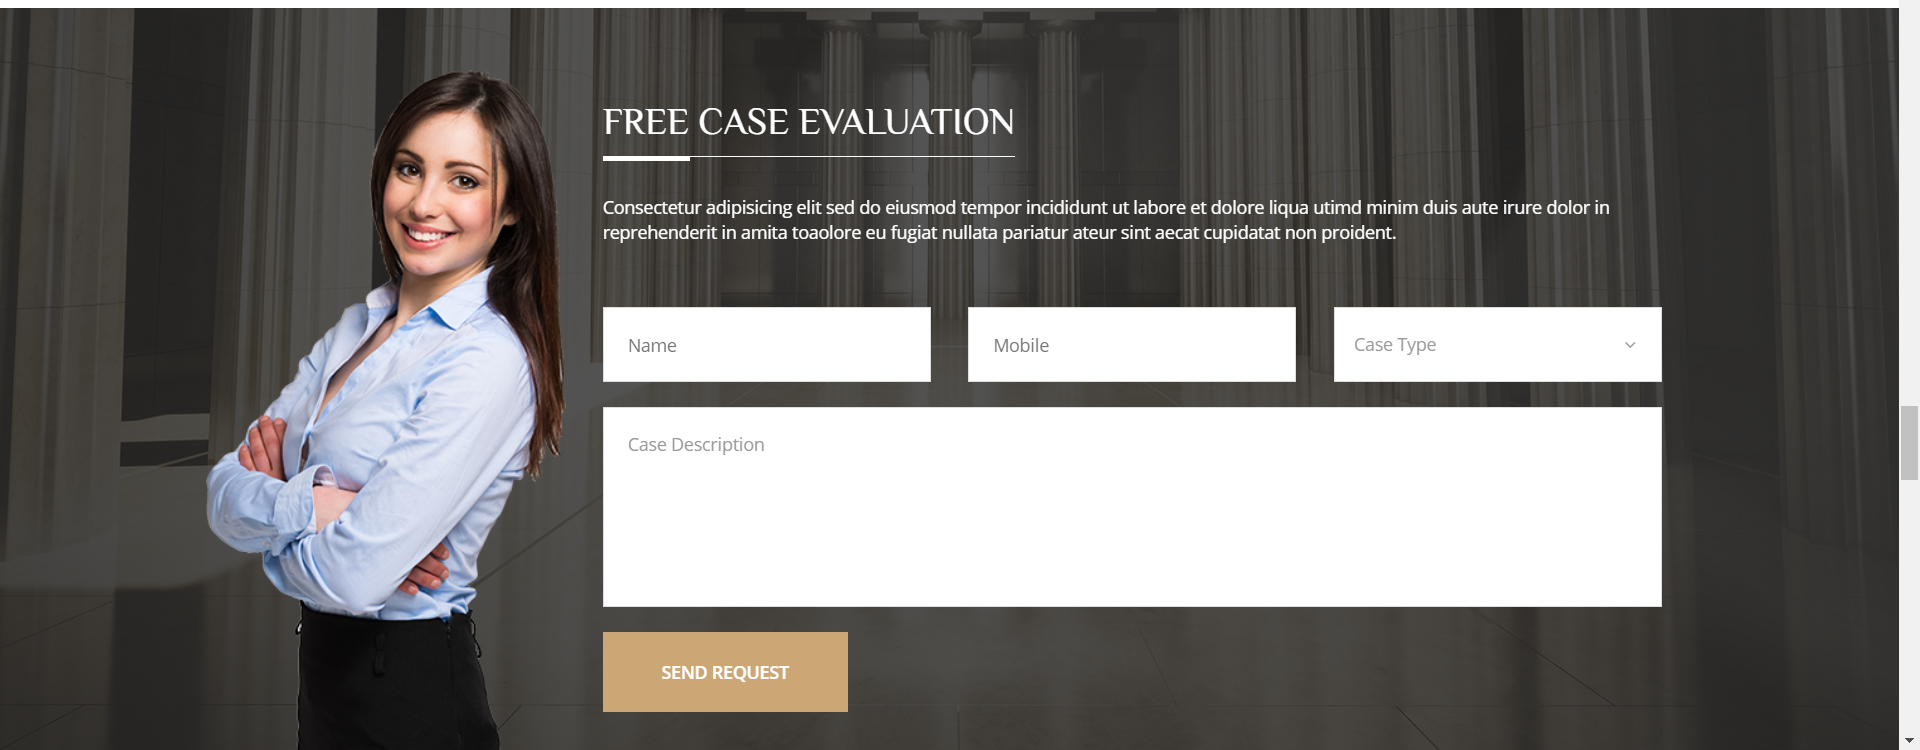 FREE CASE EVALUATION
Consectetur adipisicing elit sed do eiusmod tempor incididunt ut labore et dolore liqua utimd minim duis aute irure dolor in
reprehenderit in amita toaolore eu fugiat nullata pariatur ateur sint aecat cupidatat non proident.
Name
Mobile
Case Type
Case Description
SEND REQUEST